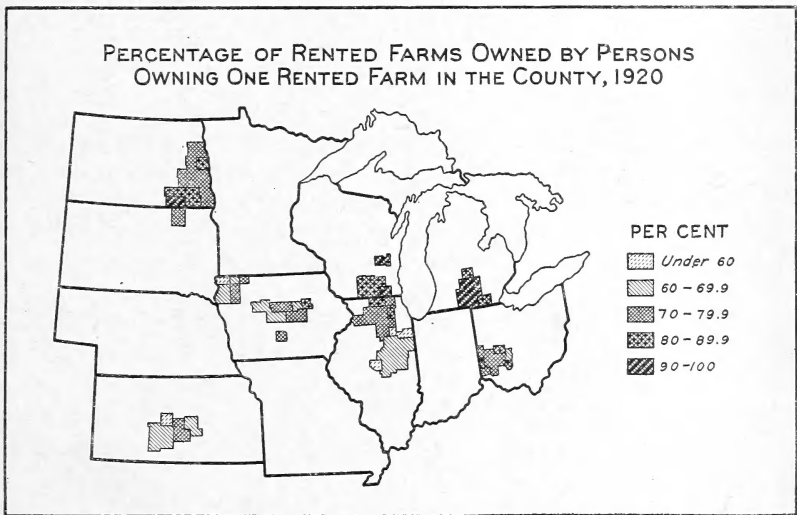 PERCENTAGE OF RENTED FARMS OWNED BY PERSONS
OWNING ONE RENTED FARM IN THE COUNTY, 1920
PER CENT
Under 60
60-69.9
70-79.9
80-89.9
90-100